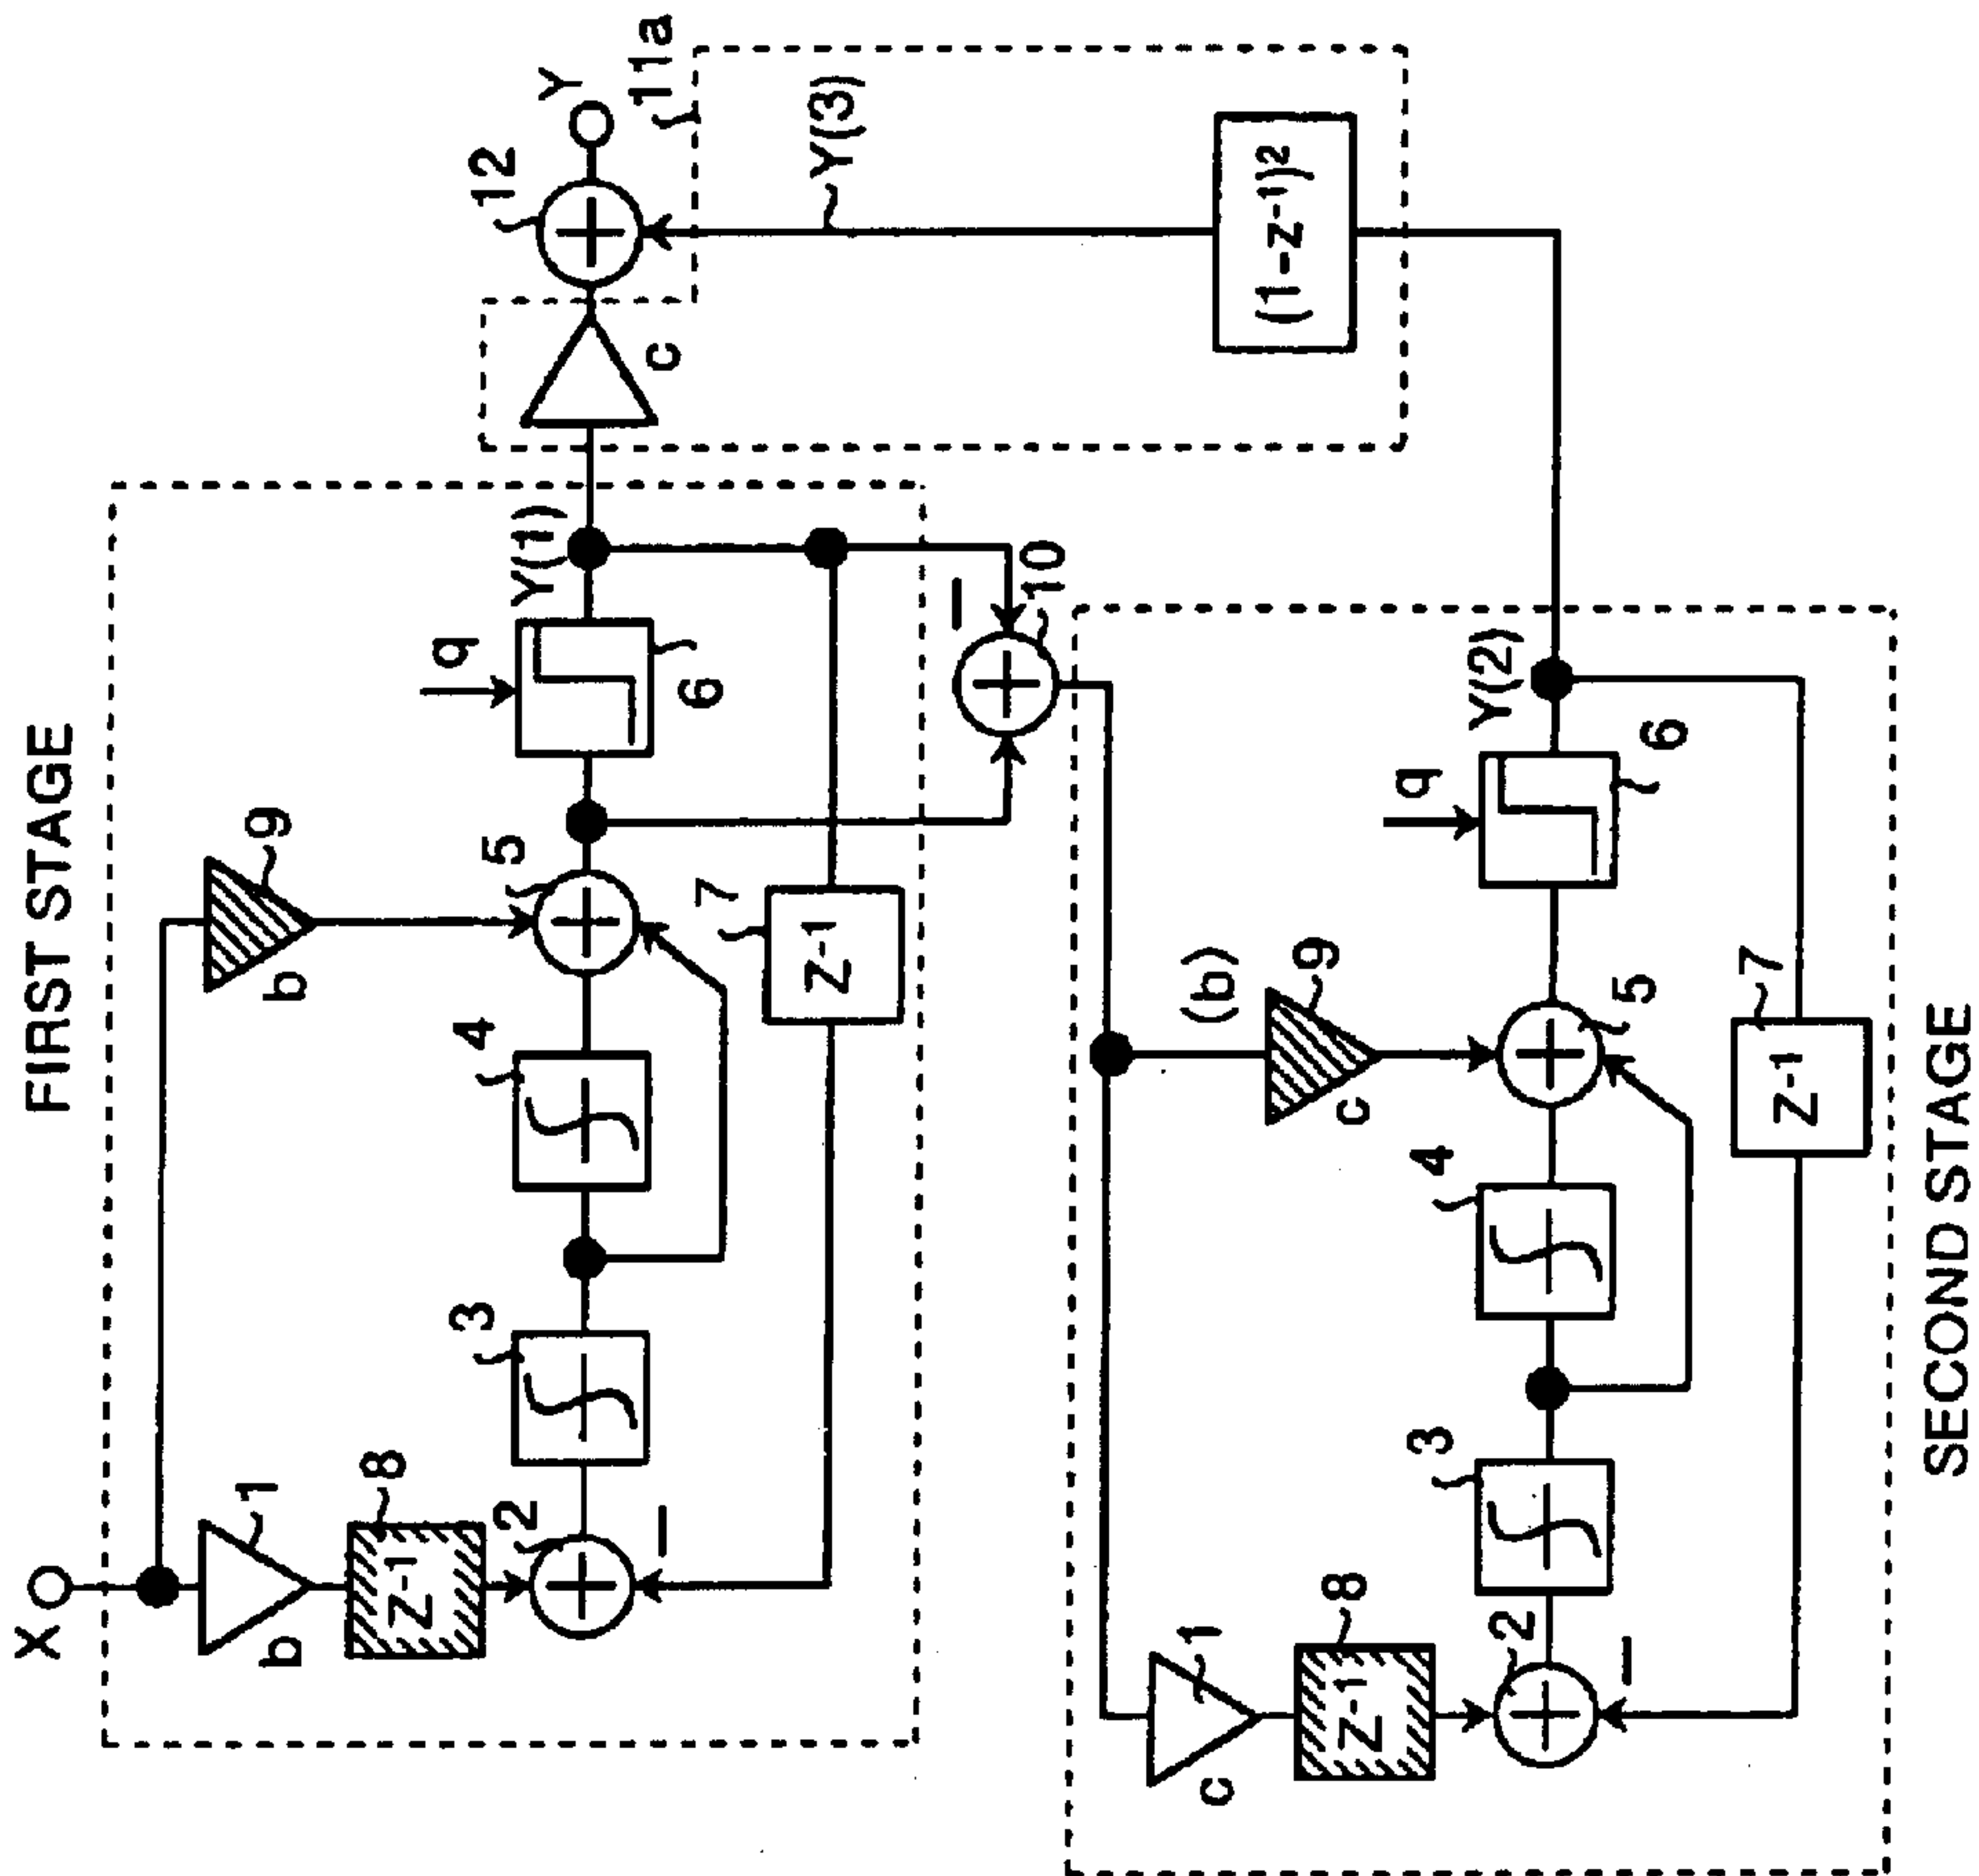 FIRST STAGE
X
b
1
z-1
8
2
3
4
b
9
5
q
6
Y(1)
z-1
7
c
12
Y
11a
Y(3)
(1-z-1)2
10
c
1
z-1
8
2
3
4
(b)
c
9
5
q
6
Y(2)
z-1
7
SECOND STAGE